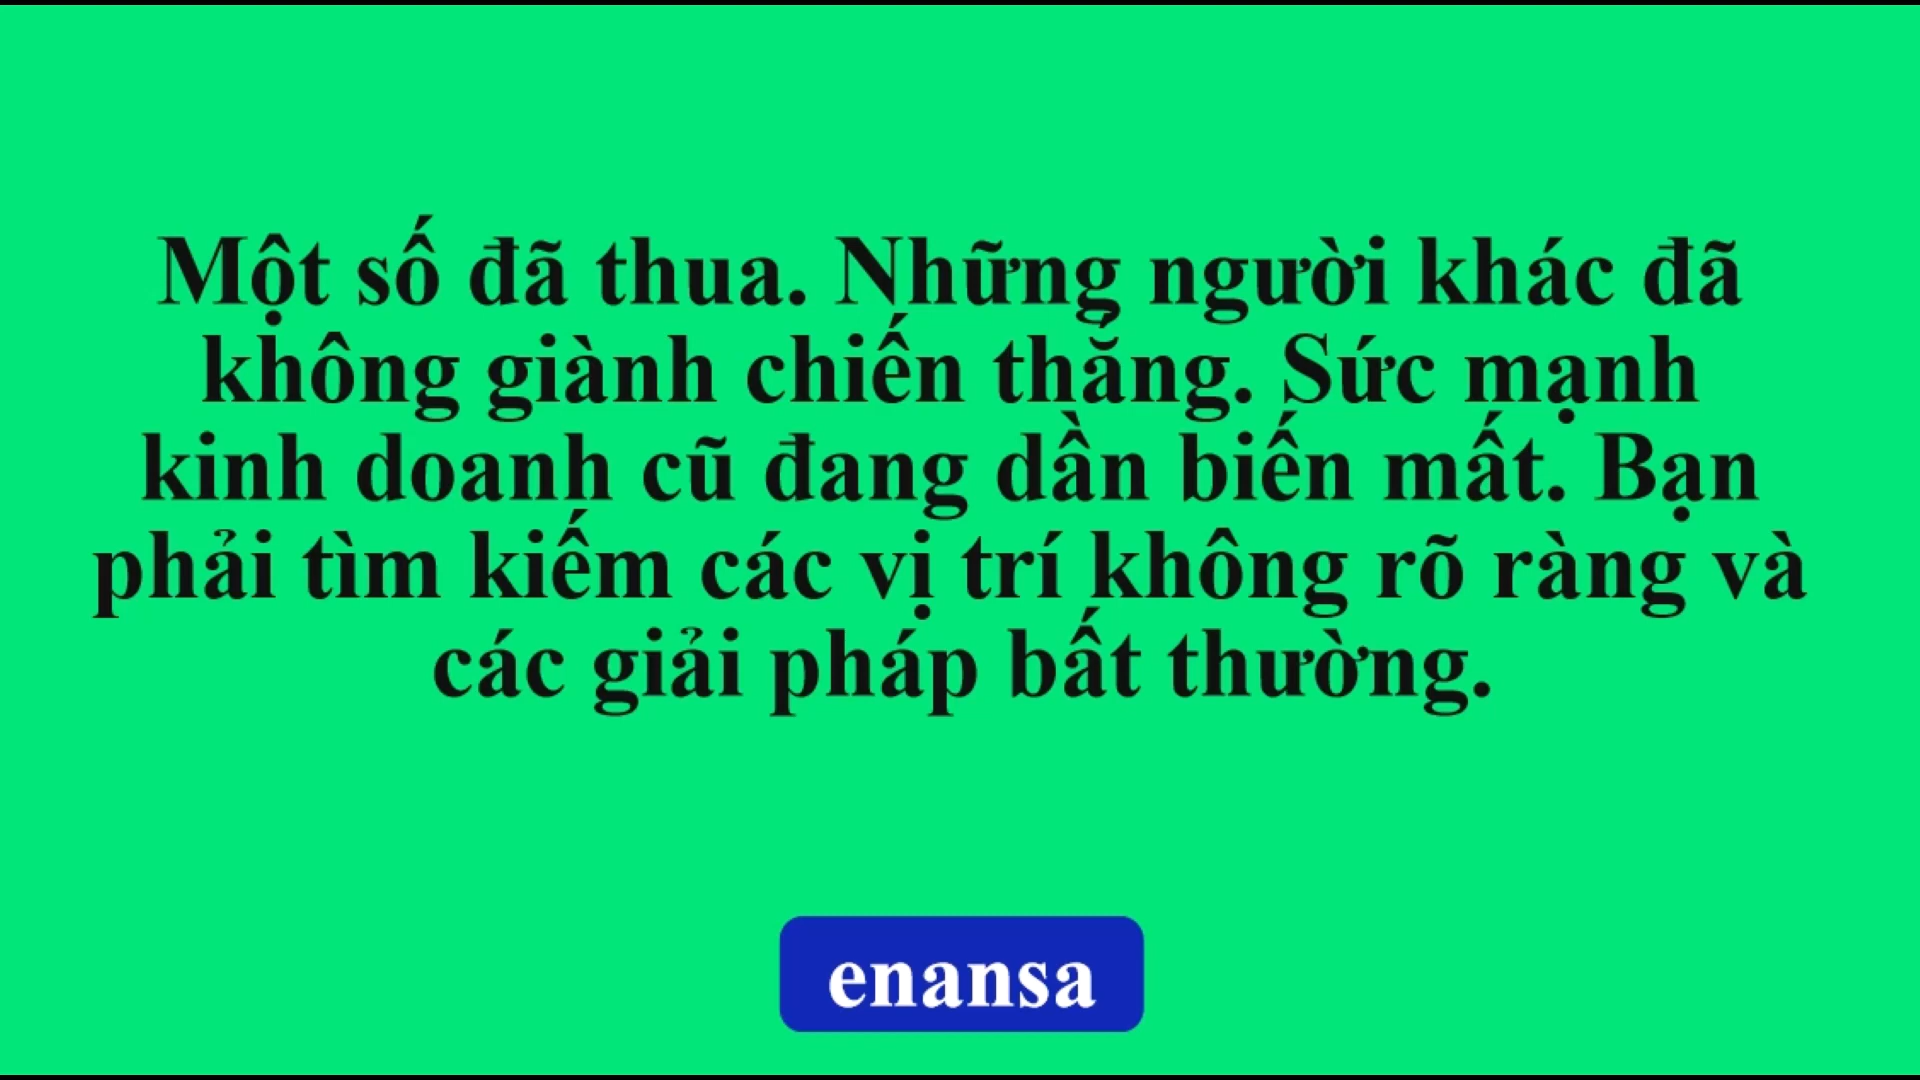 Một số đã thua. Những người khác đã
không giành chiến thắng. Sức mạnh
kinh doanh cũ đang dần biến mất. Bạn
phải tìm kiếm các vị trí không rõ ràng và
các giải pháp bất thường.
enansa